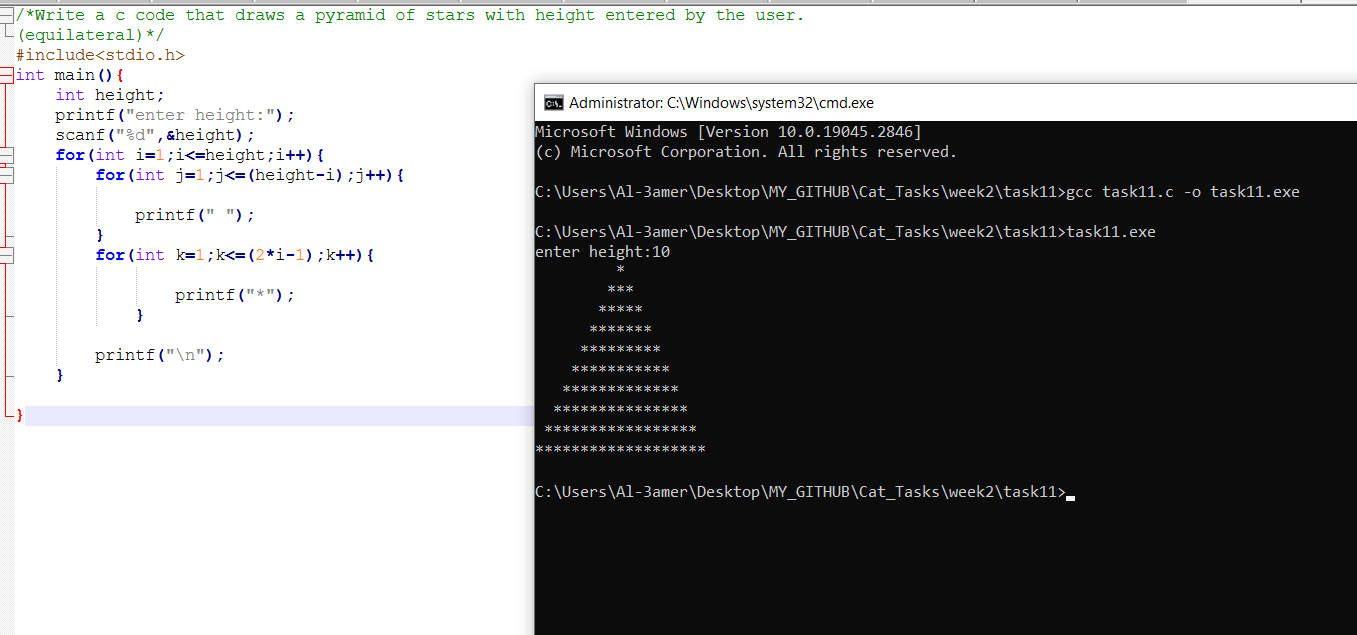 /*Write a c code that draws a pyramid of stars with height entered by the user.
(equilateral)*/
#include<stdio.h>
int main(){
    int height;
    printf("enter height:");
    scanf("%d",&height);
    for(int i=1;i<=height;i++){
        for(int j=1;j<=(height-i);j++){
            printf(" ");
        }
        for(int k=1;k<=(2*i-1);k++){
                printf("*");
            }
        printf("\n");
    }
}
Administrator: C:\Windows\system32\cmd.exe
Microsoft Windows [Version 10.0.19045.2846]
(c) Microsoft Corporation. All rights reserved.
C:\Users\Al-3amer\Desktop\MY_GITHUB\Cat_Tasks\week2\task11>gcc task11.c -o task11.exe
C:\Users\Al-3amer\Desktop\MY_GITHUB\Cat_Tasks\week2\task11>task11.exe
enter height:10
         *
        ***
       *****
      *******
     *********
    ***********
   *************
  ***************
 *****************
*******************
C:\Users\Al-3amer\Desktop\MY_GITHUB\Cat_Tasks\week2\task11>